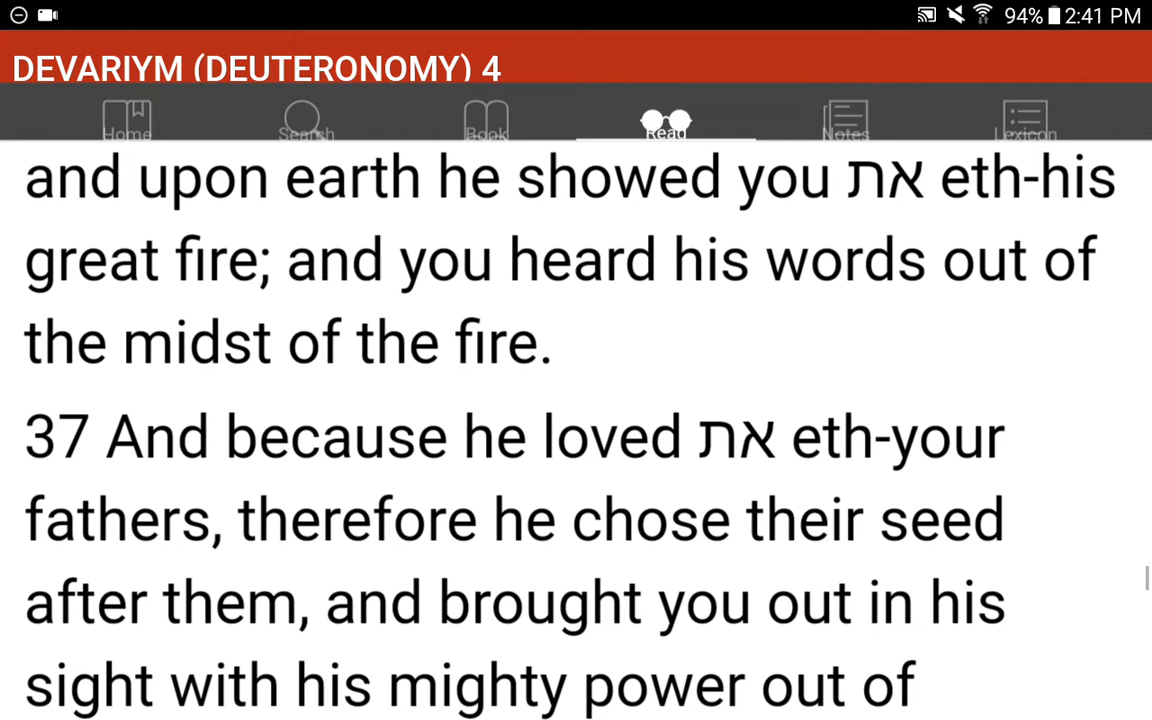 94% 2:41 PM
DEVARIYM (DEUTERONOMY) 4
Home Search Book Read Notes Lexicon
and upon earth he showed you את eth-his
great fire; and you heard his words out of
the midst of the fire.
37 And because he loved את eth-your
fathers, therefore he chose their seed
after them, and brought you out in his
sight with his mighty power out of